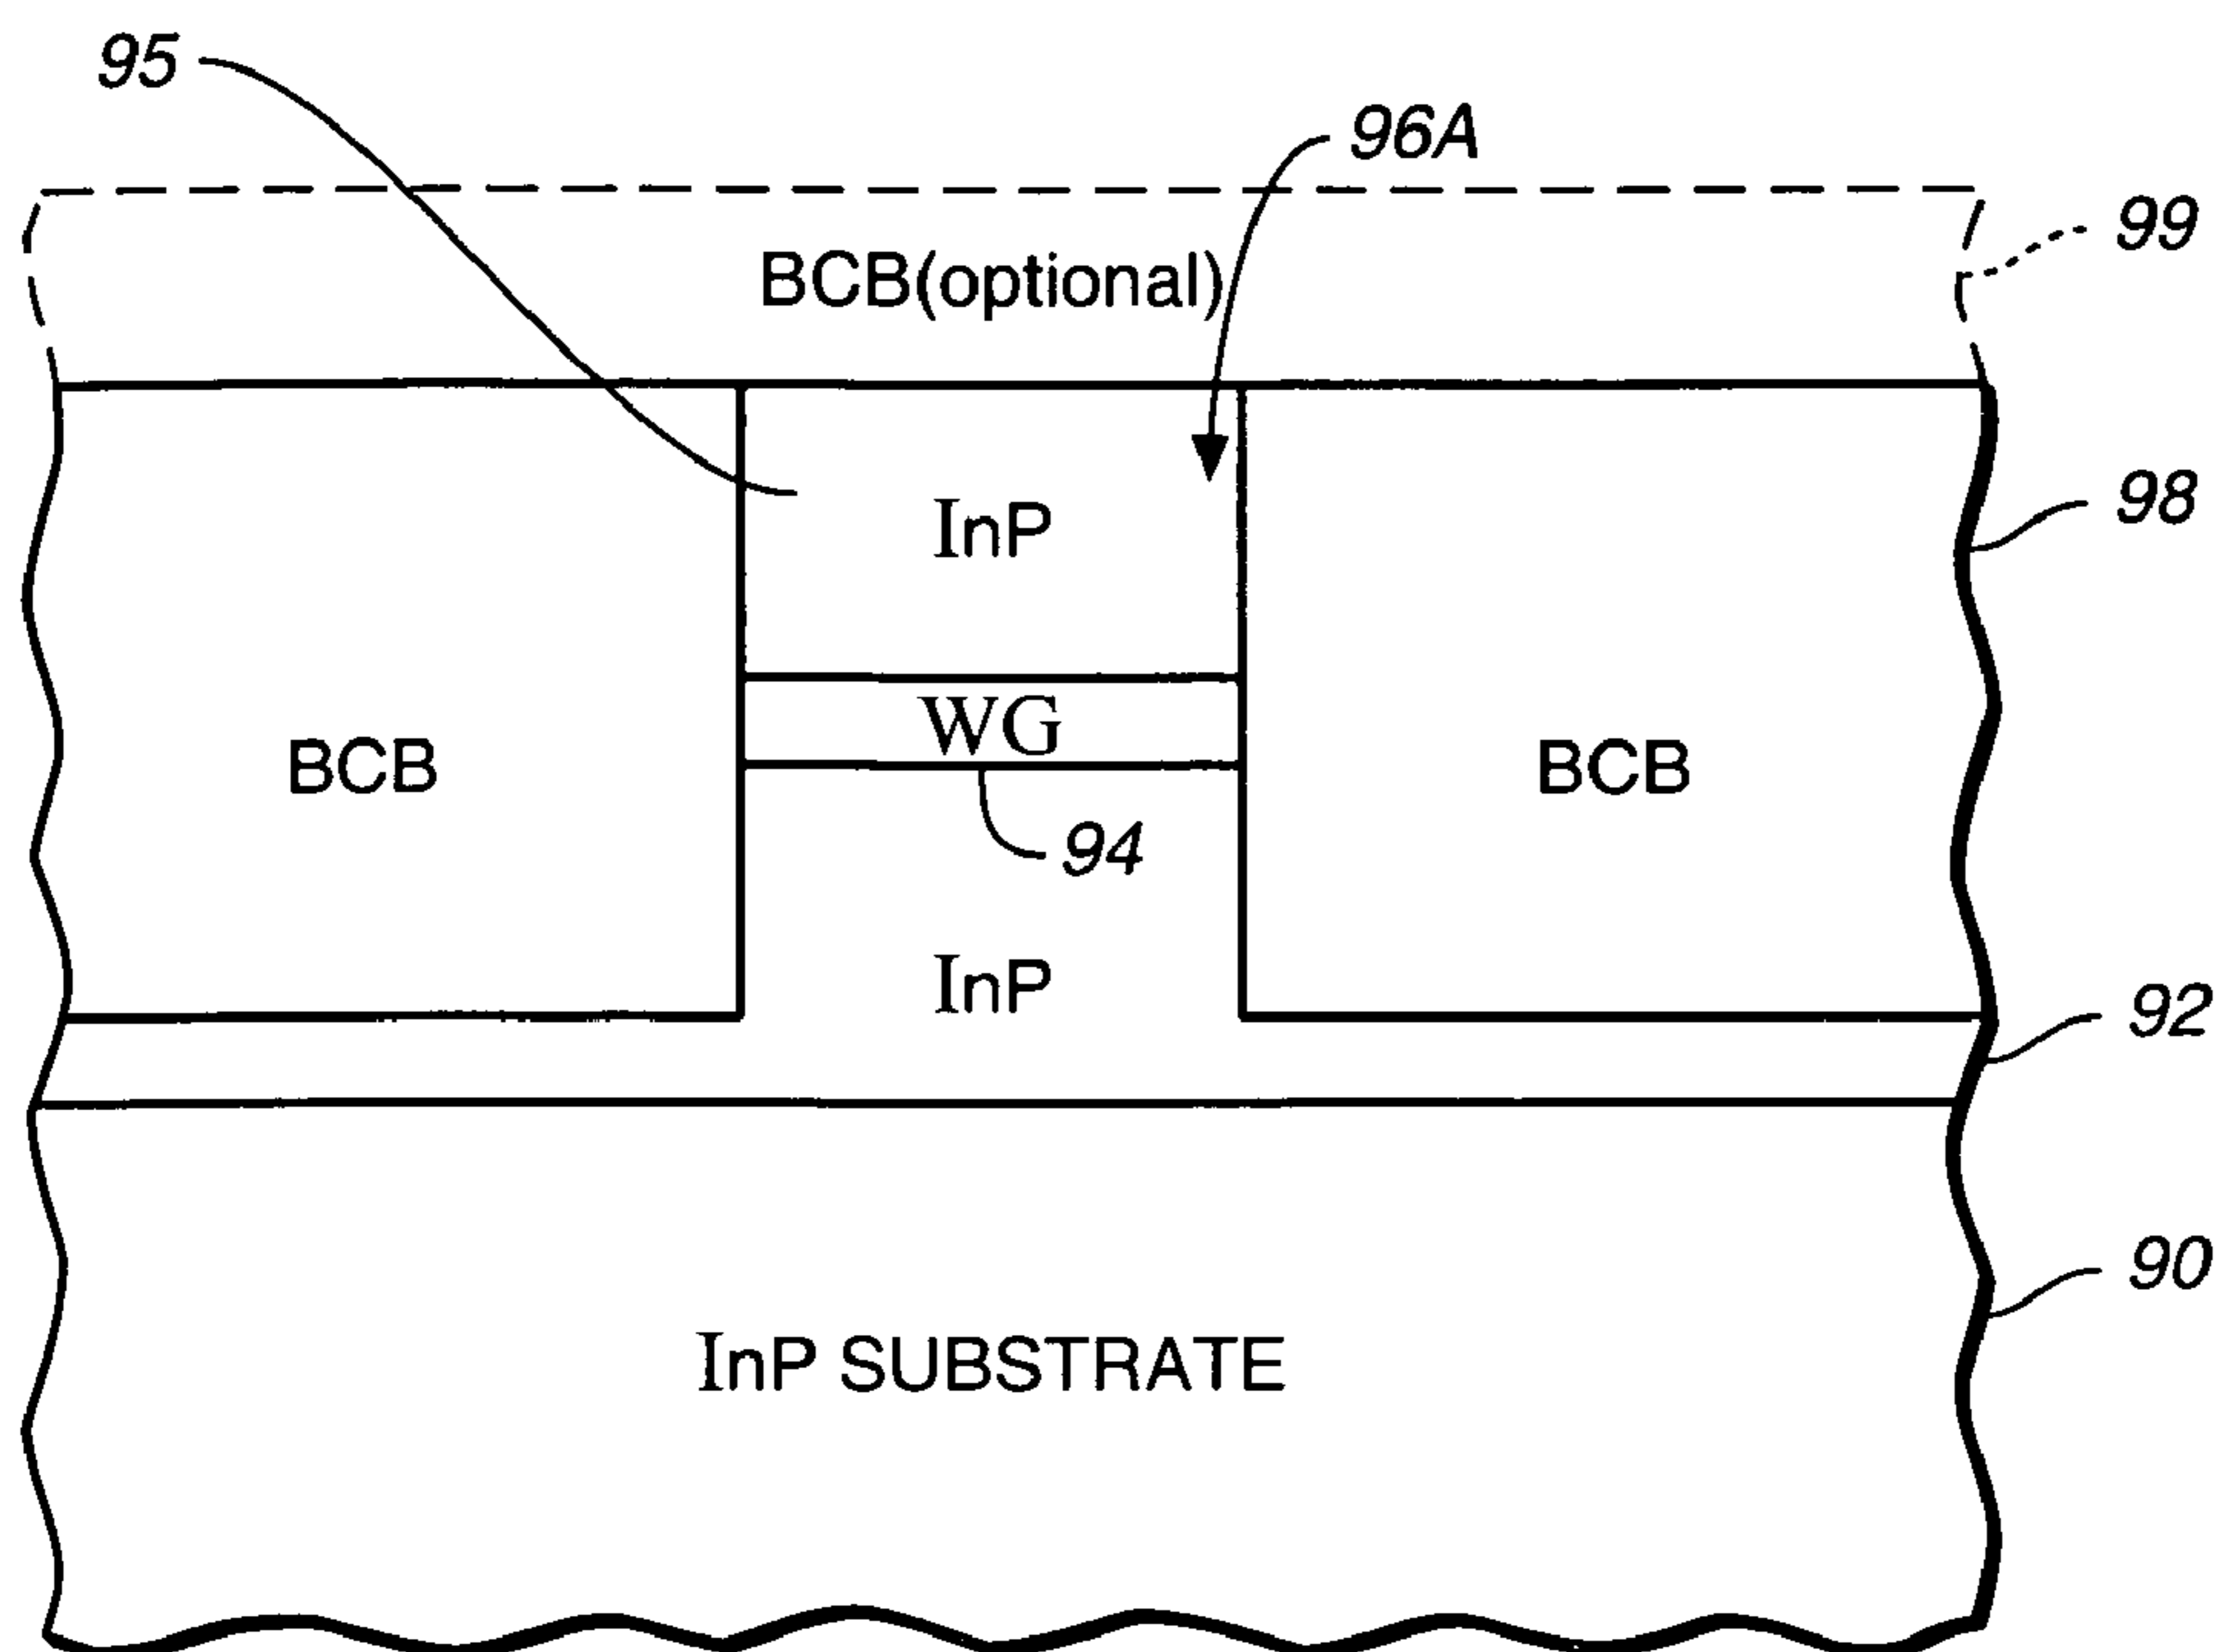 95
96A
99
BCB(optional)
98
InP
WG
BCB
BCB
94
InP
92
90
InP SUBSTRATE